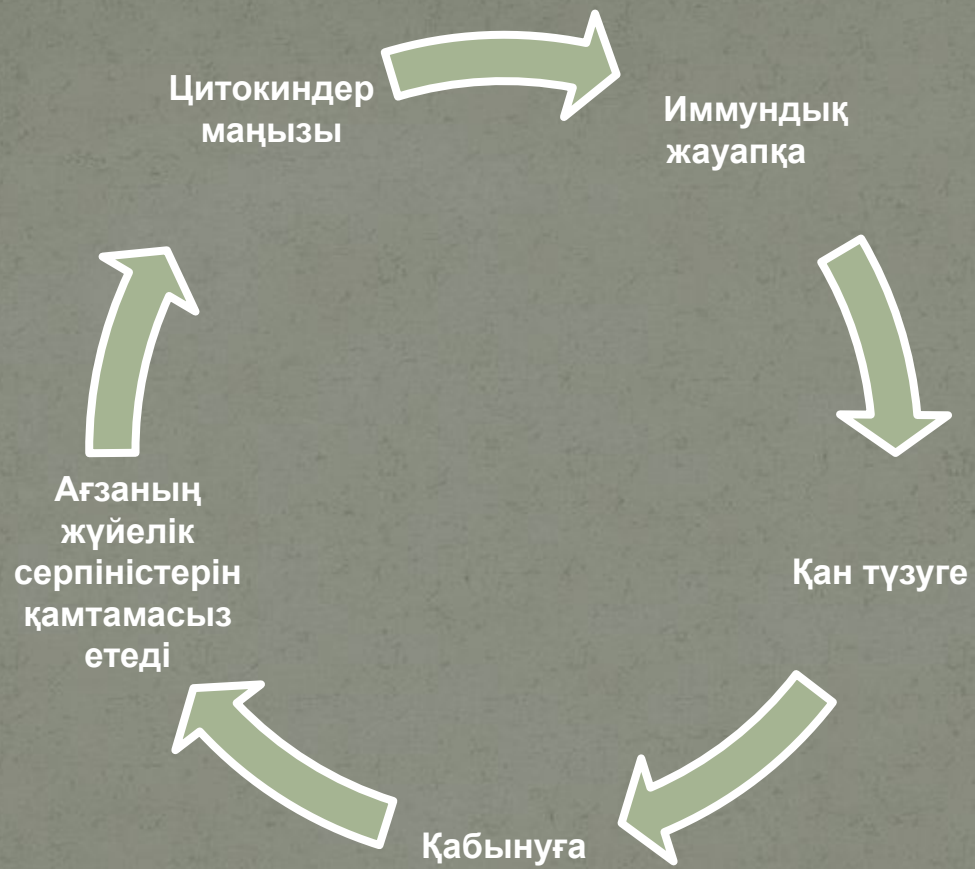 Цитокиндер
маңызы
Иммундық
жауапқа
Қан түзуге
Қабынуға
Ағзаның
жүйелік
серпіністерін
қамтамасыз
етеді